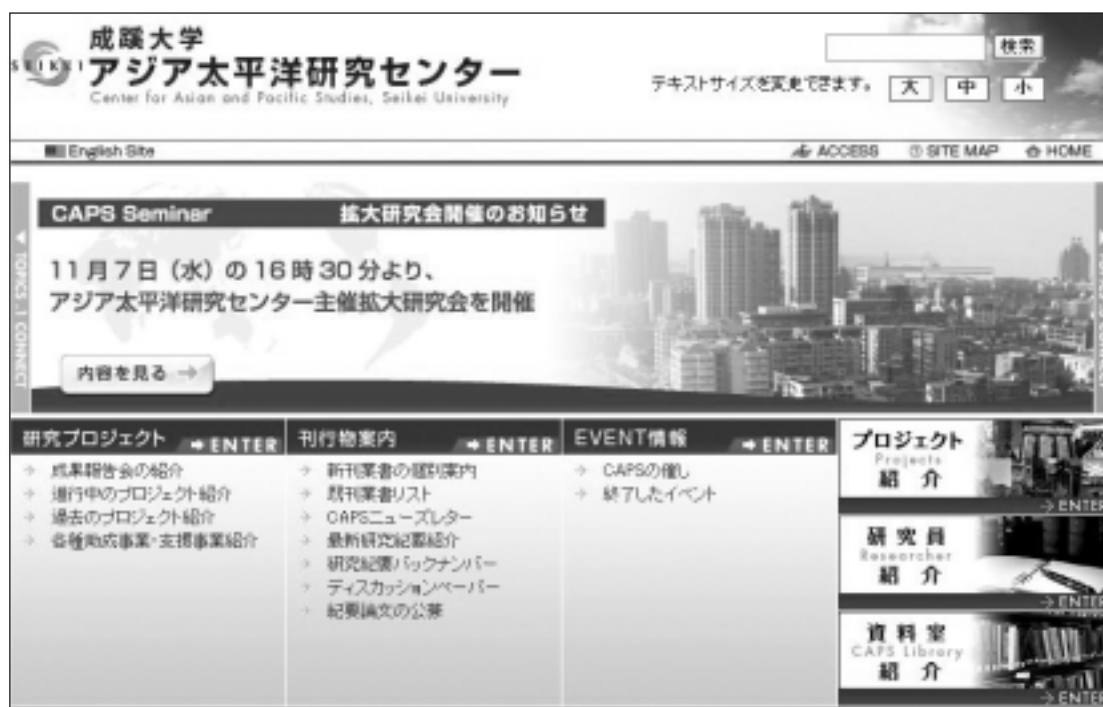 SEIKEI
成蹊大学
アジア太平洋研究センター
Center for Asian and Pacific Studies, Seikei University
検索
テキストサイズを変更できます。 大 中 小
English Site
ACCESS SITE MAP HOME
TOPICS .1 CONNECT
CAPS Seminar 拡大研究会開催のお知らせ
11月7日（水）の16時30分より、
アジア太平洋研究センター主催拡大研究会を開催
内容を見る
研究プロジェクト ENTER
成果報告会の紹介
進行中のプロジェクト紹介
過去のプロジェクト紹介
各種助成事業・支援事業紹介
刊行物案内 ENTER
新刊叢書の個別案内
既刊叢書リスト
CAPSニューズレター
最新研究紀要紹介
研究紀要バックナンバー
ディスカッションペーパー
紀要論文の公募
EVENT情報 ENTER
CAPSの催し
終了したイベント
プロジェクト
Projects
紹介
ENTER
研究員
Researcher
紹介
ENTER
資料室
CAPS Library
紹介
ENTER